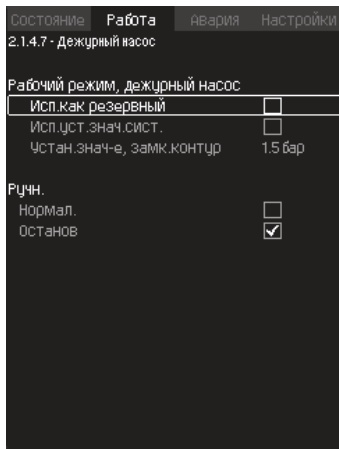 Состояние Работа Авария Настройки
2.1.4.7 - Дежурный насос
Рабочий режим, дежурный насос
Исп.как резервный
Исп.уст.знач.сист.
Устан.знач-е, замк.контур 1.5 бар
Ручн.
Нормал.
Останов